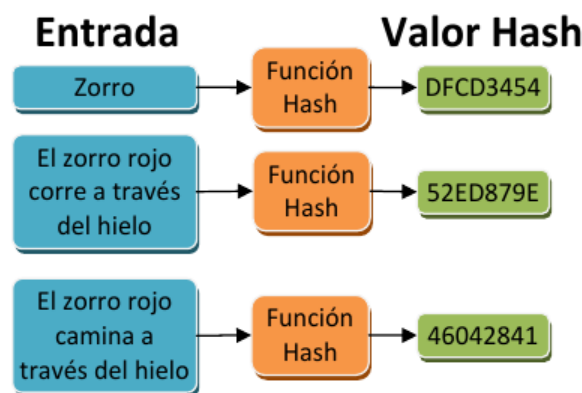 Entrada
Valor Hash
Zorro
Función
Hash
DFCD3454
El zorro rojo
corre a través
del hielo
Función
Hash
52ED879E
El zorro rojo
camina a
través del hielo
Función
Hash
46042841